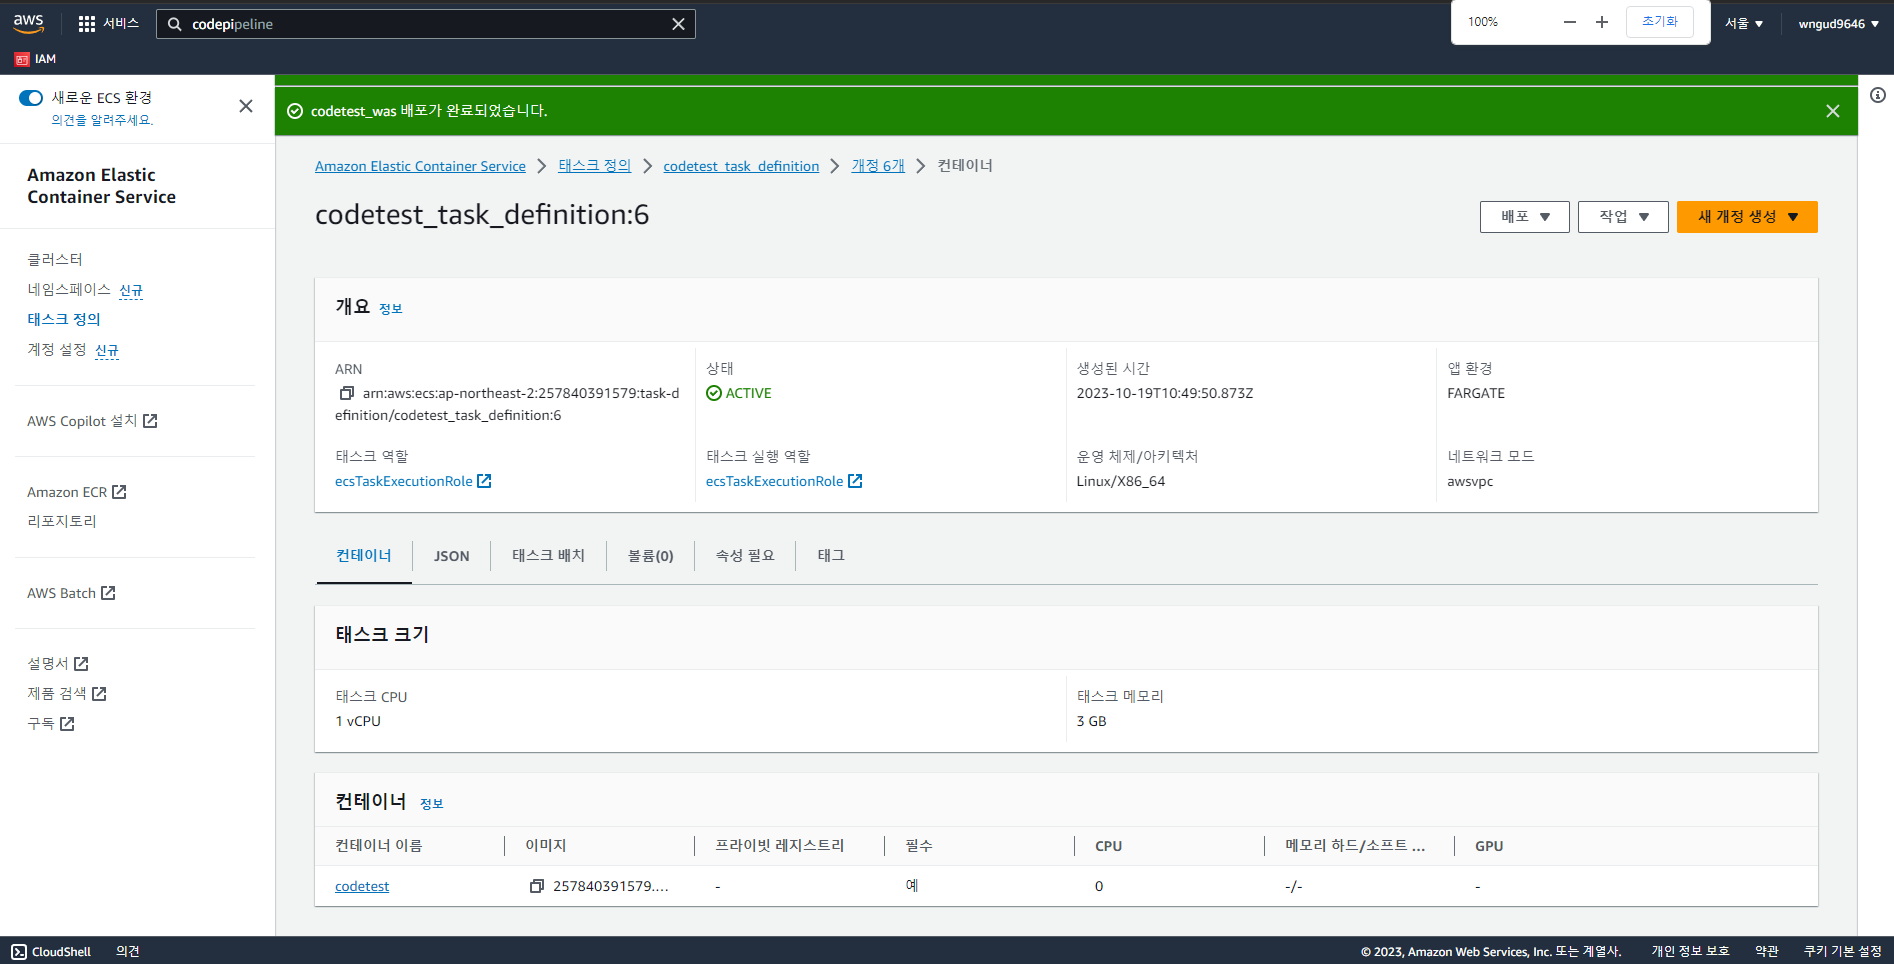 aws
서비스
codepipeline
100%
초기화
서울
wngud9646
IAM
새로운 ECS 환경
의견을 알려주세요.
codetest_was 배포가 완료되었습니다.
Amazon Elastic Container Service
클러스터
네임스페이스 신규
태스크 정의
계정 설정 신규
AWS Copilot 설치
Amazon ECR
리포지토리
AWS Batch
설명서
제품 검색
구독
Amazon Elastic Container Service > 태스크 정의 > codetest_task_definition > 개정 6개 > 컨테이너
codetest_task_definition:6
배포
작업
새 개정 생성
개요 정보
ARN
arn:aws:ecs:ap-northeast-2:257840391579:task-d
efinition/codetest_task_definition:6
상태
ACTIVE
생성된 시간
2023-10-19T10:49:50.873Z
앱 환경
FARGATE
태스크 역할
ecsTaskExecutionRole
태스크 실행 역할
ecsTaskExecutionRole
운영 체제/아키텍처
Linux/X86_64
네트워크 모드
awsvpc
컨테이너
JSON
태스크 배치
볼륨(0)
속성 필요
태그
태스크 크기
태스크 CPU
1 vCPU
태스크 메모리
3 GB
컨테이너 정보
컨테이너 이름
이미지
프라이빗 레지스트리
필수
CPU
메모리 하드/소프트 ...
GPU
codetest
257840391579....
-
예
0
-/-
-
CloudShell
의견
© 2023, Amazon Web Services, Inc. 또는 계열사.
개인 정보 보호
약관
쿠키 기본 설정